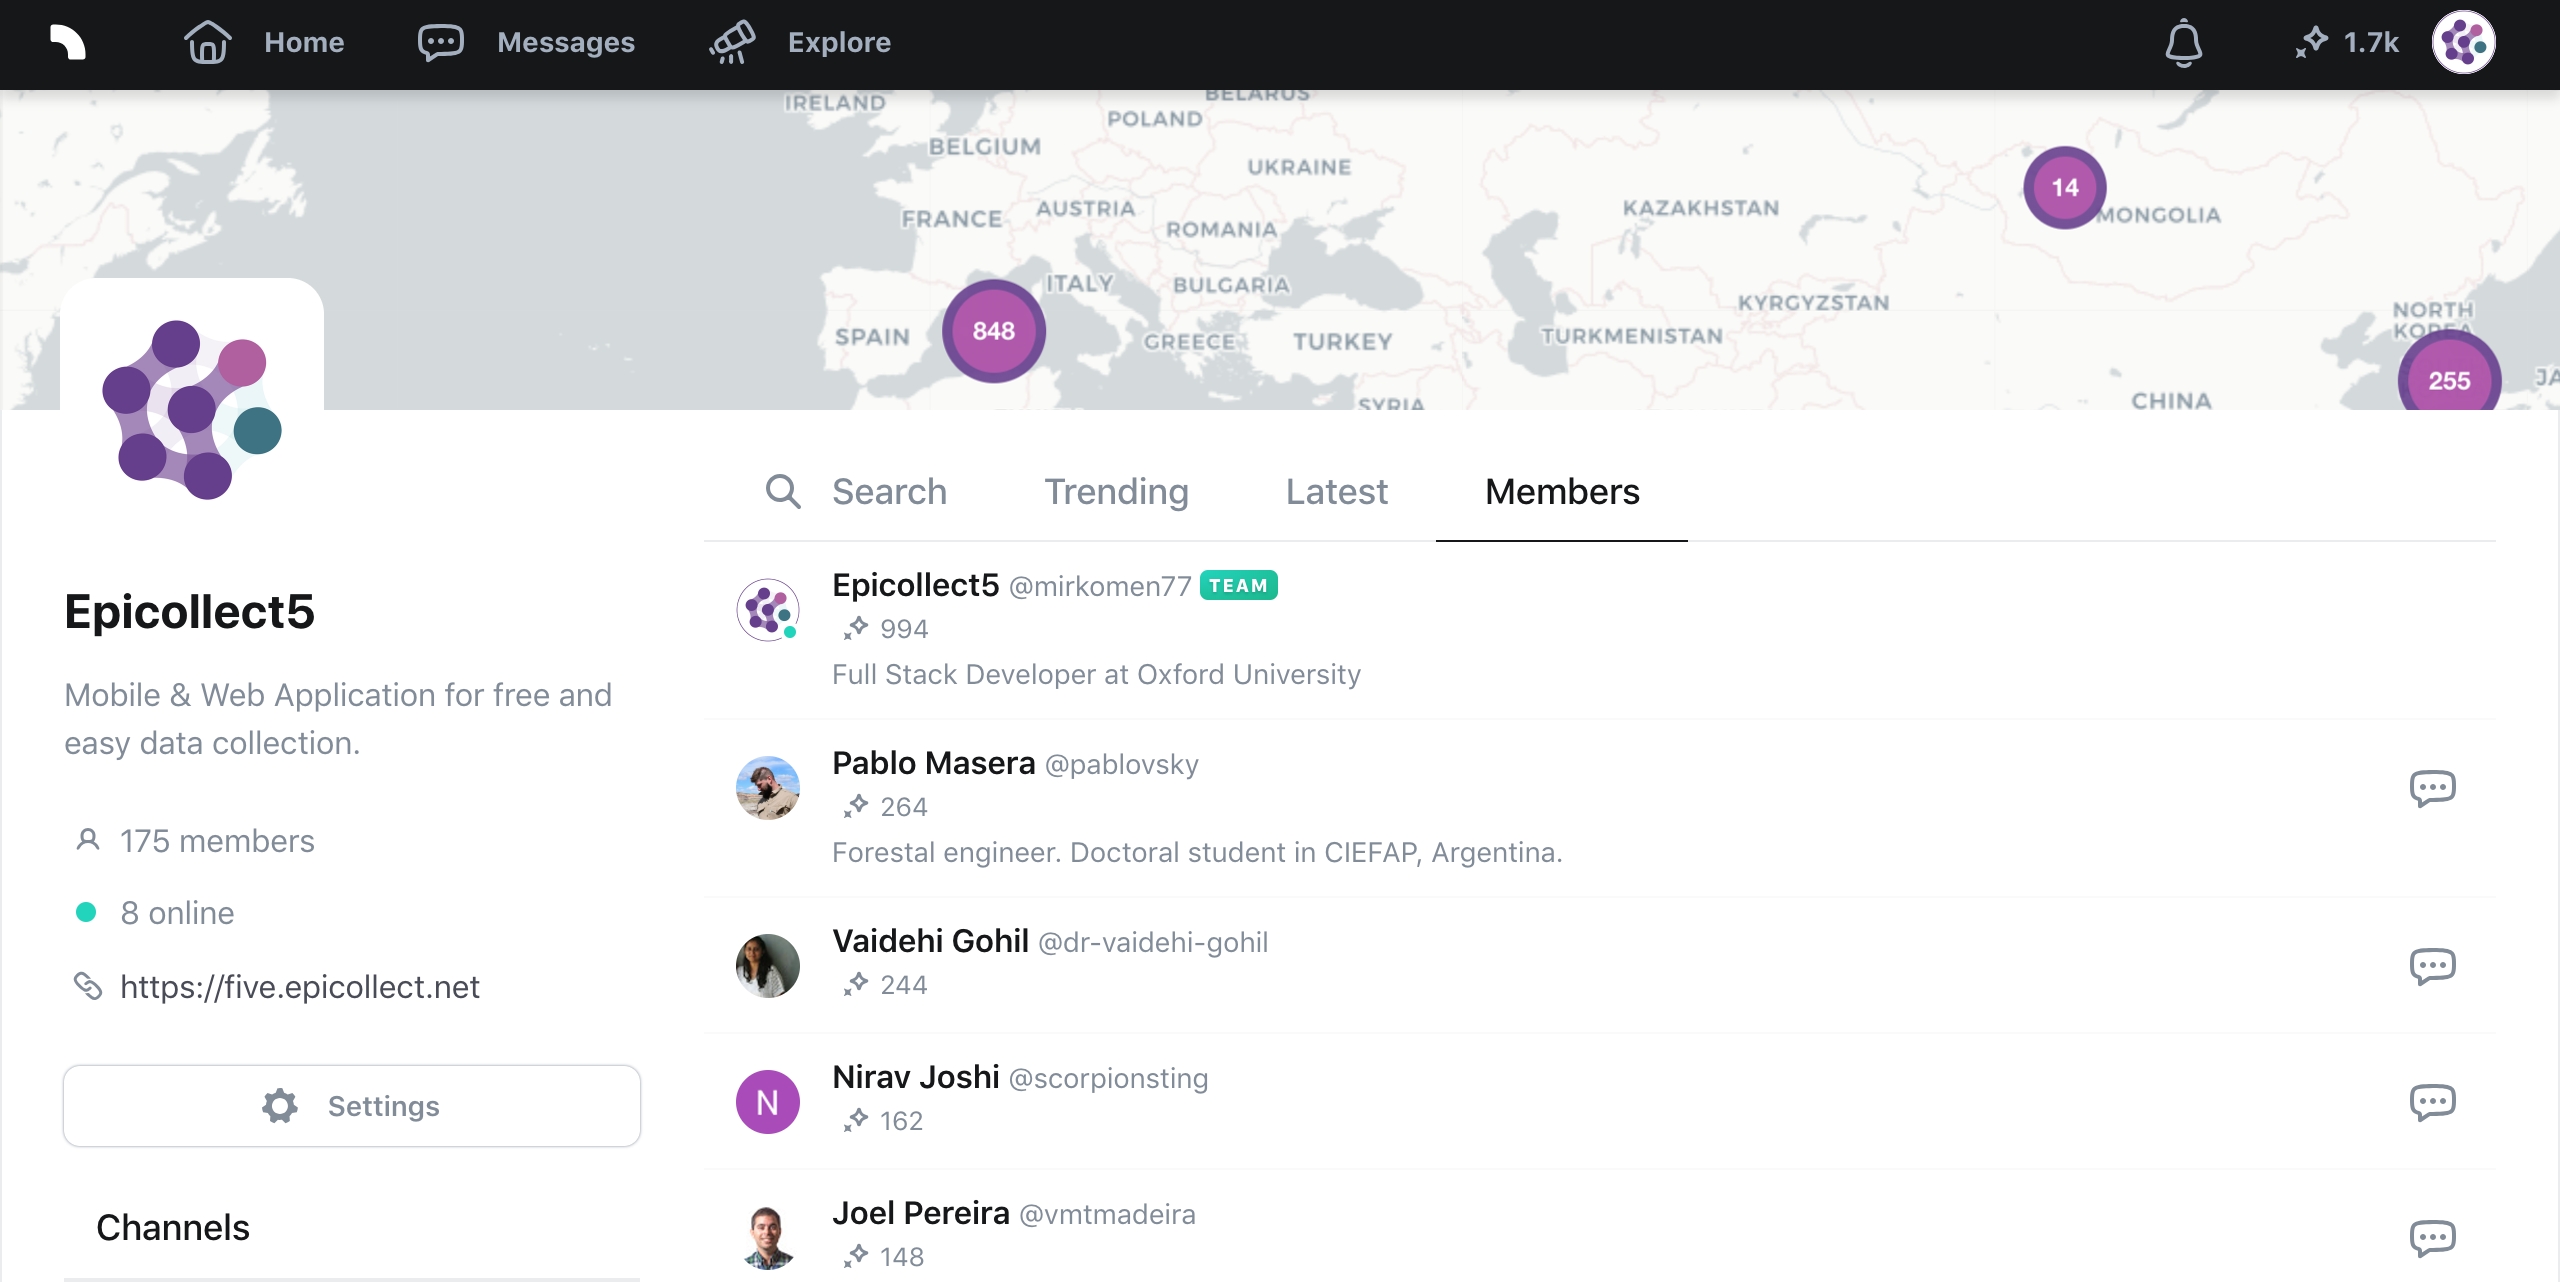 Home
Messages
Explore
1.7k
IRELAND
BELARUS
POLAND
BELGIUM
UKRAINE
FRANCE
AUSTRIA
ROMANIA
KAZAKHSTAN
14
MONGOLIA
ITALY
BULGARIA
KYRGYZSTAN
NORTH
KOREA
848
SPAIN
GREECE
TURKEY
TURKMENISTAN
255
JA
SYRIA
CHINA
Search
Trending
Latest
Members
Epicollect5
Mobile & Web Application for free and
easy data collection.
175 members
8 online
https://five.epicollect.net
Settings
Channels
Epicollect5 @mirkomen77 TEAM
994
Full Stack Developer at Oxford University
Pablo Masera @pablovsky
264
Forestal engineer. Doctoral student in CIEFAP, Argentina.
Vaidehi Gohil @dr-vaidehi-gohil
244
N
Nirav Joshi @scorpionsting
162
Joel Pereira @vmtmadeira
148